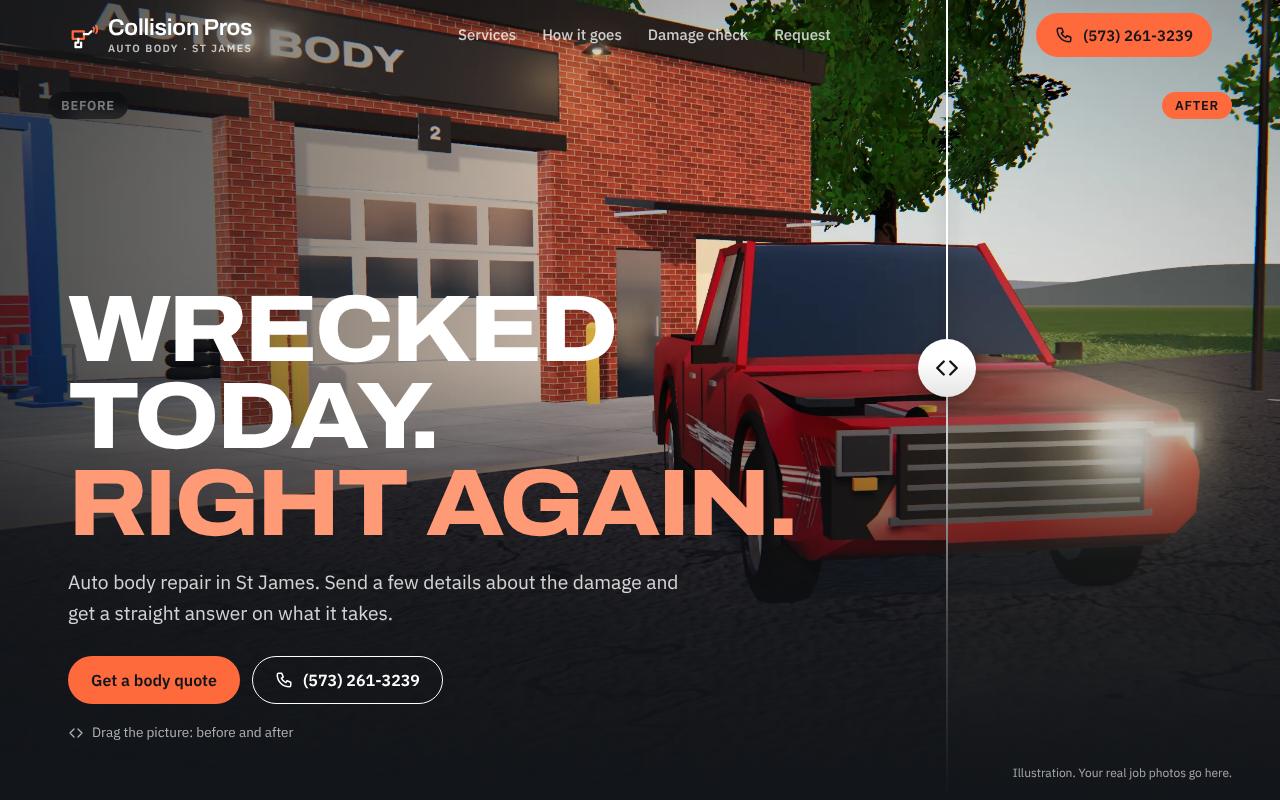 Collision Pros
AUTO BODY · ST JAMES
Services
How it goes
Damage check
Request
(573) 261-3239
AUTO BODY
1
2
BEFORE
AFTER
WRECKED
TODAY.
RIGHT AGAIN.
Auto body repair in St James. Send a few details about the damage and
get a straight answer on what it takes.
Get a body quote
(573) 261-3239
Drag the picture: before and after
Illustration. Your real job photos go here.